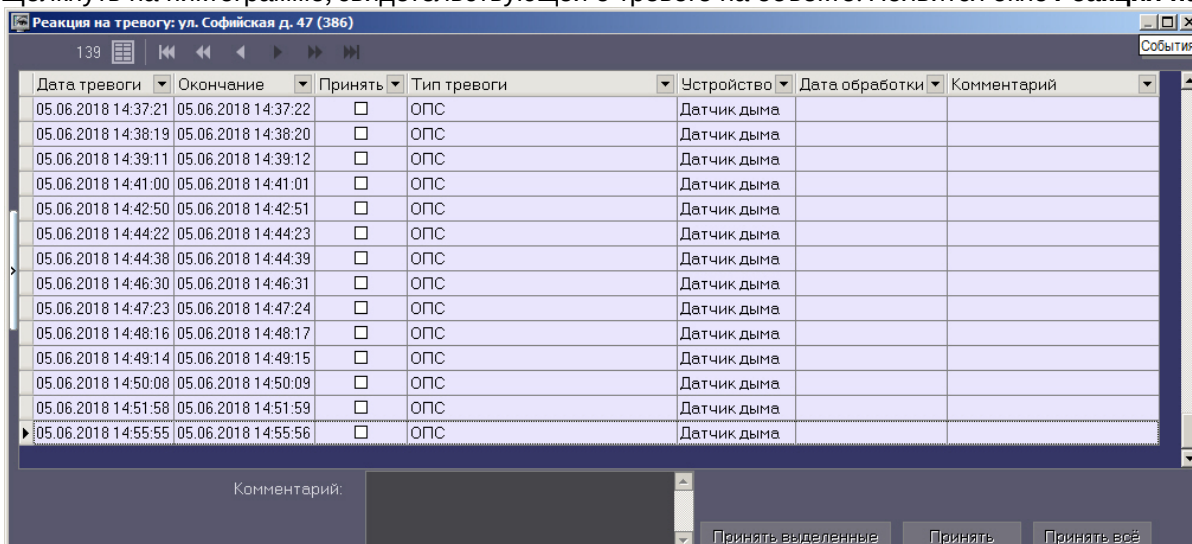 Реакция на тревогу: ул. Софийская д. 47 (386)
139
События
Дата тревоги Окончание Принять Тип тревоги Устройство Дата обработки Комментарий
05.06.2018 14:37:21 05.06.2018 14:37:22 ОПС Датчик дыма
05.06.2018 14:38:19 05.06.2018 14:38:20 ОПС Датчик дыма
05.06.2018 14:39:11 05.06.2018 14:39:12 ОПС Датчик дыма
05.06.2018 14:41:00 05.06.2018 14:41:01 ОПС Датчик дыма
05.06.2018 14:42:50 05.06.2018 14:42:51 ОПС Датчик дыма
05.06.2018 14:44:22 05.06.2018 14:44:23 ОПС Датчик дыма
05.06.2018 14:44:38 05.06.2018 14:44:39 ОПС Датчик дыма
05.06.2018 14:46:30 05.06.2018 14:46:31 ОПС Датчик дыма
05.06.2018 14:47:23 05.06.2018 14:47:24 ОПС Датчик дыма
05.06.2018 14:48:16 05.06.2018 14:48:17 ОПС Датчик дыма
05.06.2018 14:49:14 05.06.2018 14:49:15 ОПС Датчик дыма
05.06.2018 14:50:08 05.06.2018 14:50:09 ОПС Датчик дыма
05.06.2018 14:51:58 05.06.2018 14:51:59 ОПС Датчик дыма
05.06.2018 14:55:55 05.06.2018 14:55:56 ОПС Датчик дыма
Комментарий:
Принять выделенные Принять Принять всё